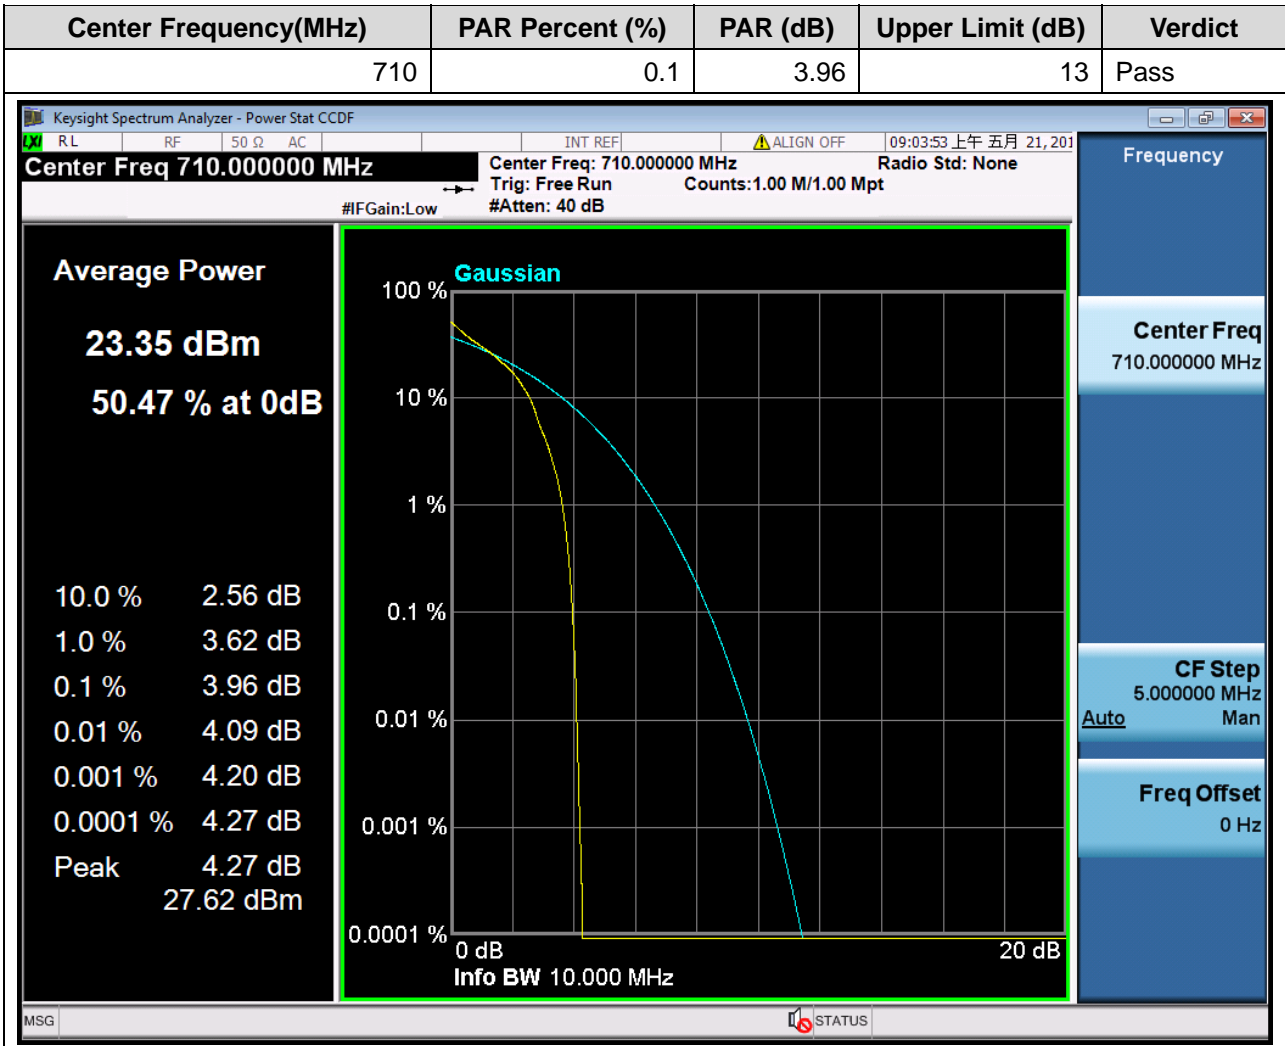 Center Frequency(MHz) PAR Percent (%) PAR (dB) Upper Limit (dB) Verdict
710 0.1 3.96 13 Pass
Keysight Spectrum Analyzer - Power Stat CCDF
LXI RL RF 50 Ω AC INT REF ALIGN OFF 09:03:53 上午 五月 21, 201
Center Freq 710.000000 MHz
Center Freq: 710.000000 MHz Radio Std: None
Trig: Free Run Counts:1.00 M/1.00 Mpt
#IFGain:Low #Atten: 40 dB
Frequency
Average Power
23.35 dBm
50.47 % at 0dB
10.0 % 2.56 dB
1.0 % 3.62 dB
0.1 % 3.96 dB
0.01 % 4.09 dB
0.001 % 4.20 dB
0.0001 % 4.27 dB
Peak 4.27 dB
27.62 dBm
Gaussian
100 %
10 %
1 %
0.1 %
0.01 %
0.001 %
0.0001 %
0 dB 20 dB
Info BW 10.000 MHz
Center Freq
710.000000 MHz
CF Step
5.000000 MHz
Auto Man
Freq Offset
0 Hz
MSG STATUS